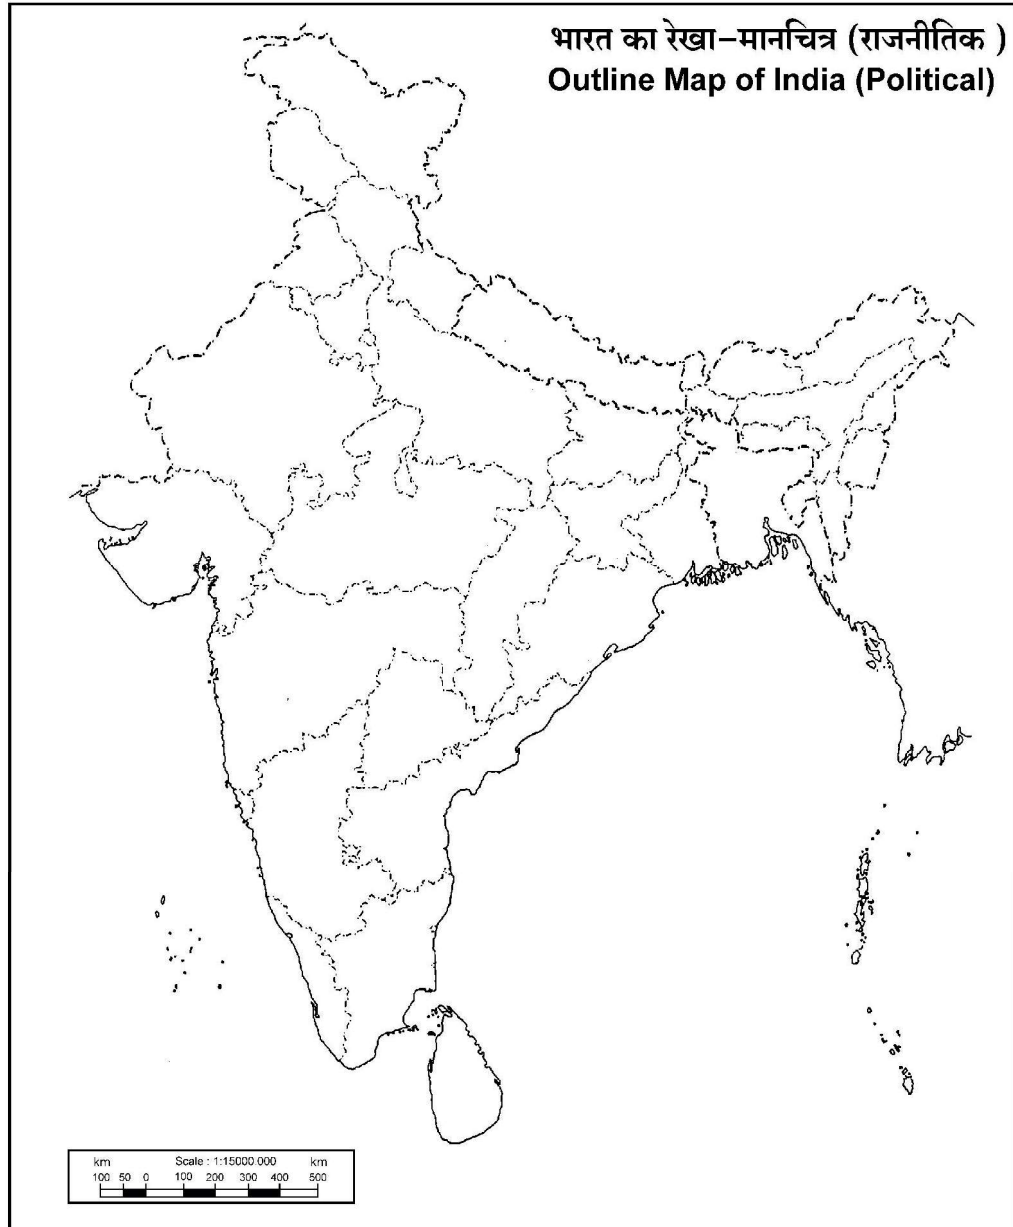 भारत का रेखा–मानचित्र (राजनीतिक )
Outline Map of India (Political)
km Scale : 1:15000.000 km
100 50 0 100 200 300 400 500